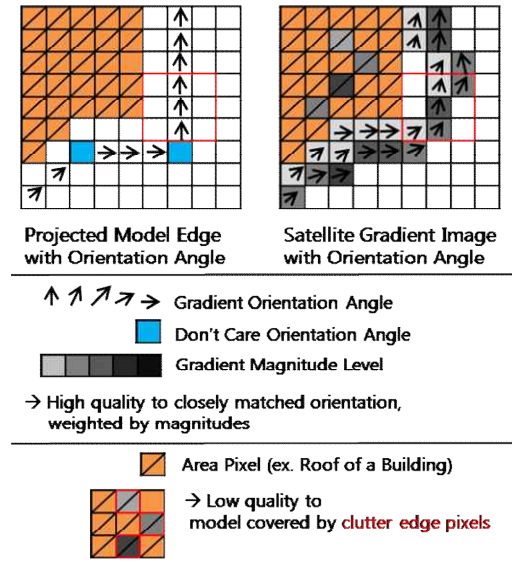 Projected Model Edge
with Orientation Angle
Satellite Gradient Image
with Orientation Angle
Gradient Orientation Angle
Don't Care Orientation Angle
Gradient Magnitude Level
→ High quality to closely matched orientation,
weighted by magnitudes
Area Pixel (ex. Roof of a Building)
→ Low quality to
model covered by clutter edge pixels